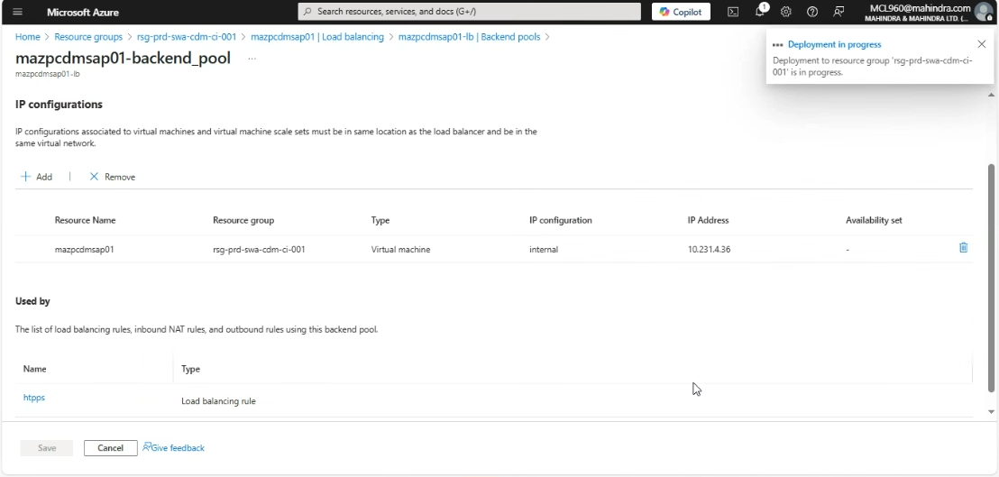 Microsoft Azure
Search resources, services, and docs (G+/)
Copilot
1
MCL960@mahindra.com
MAHINDRA & MAHINDRA LTD. (...
Home > Resource groups > rsg-prd-swa-cdm-ci-001 > mazpcdmsap01 | Load balancing > mazpcdmsap01-lb | Backend pools >
mazpcdmsap01-backend_pool ...
mazpcdmsap01-lb
Deployment in progress
Deployment to resource group 'rsg-prd-swa-cdm-ci-
001' is in progress.
IP configurations
IP configurations associated to virtual machines and virtual machine scale sets must be in same location as the load balancer and be in the
same virtual network.
Add | Remove
Resource Name Resource group Type IP configuration IP Address Availability set
mazpcdmsap01 rsg-prd-swa-cdm-ci-001 Virtual machine internal 10.231.4.36 -
Used by
The list of load balancing rules, inbound NAT rules, and outbound rules using this backend pool.
Name Type
htpps Load balancing rule
Save Cancel Give feedback